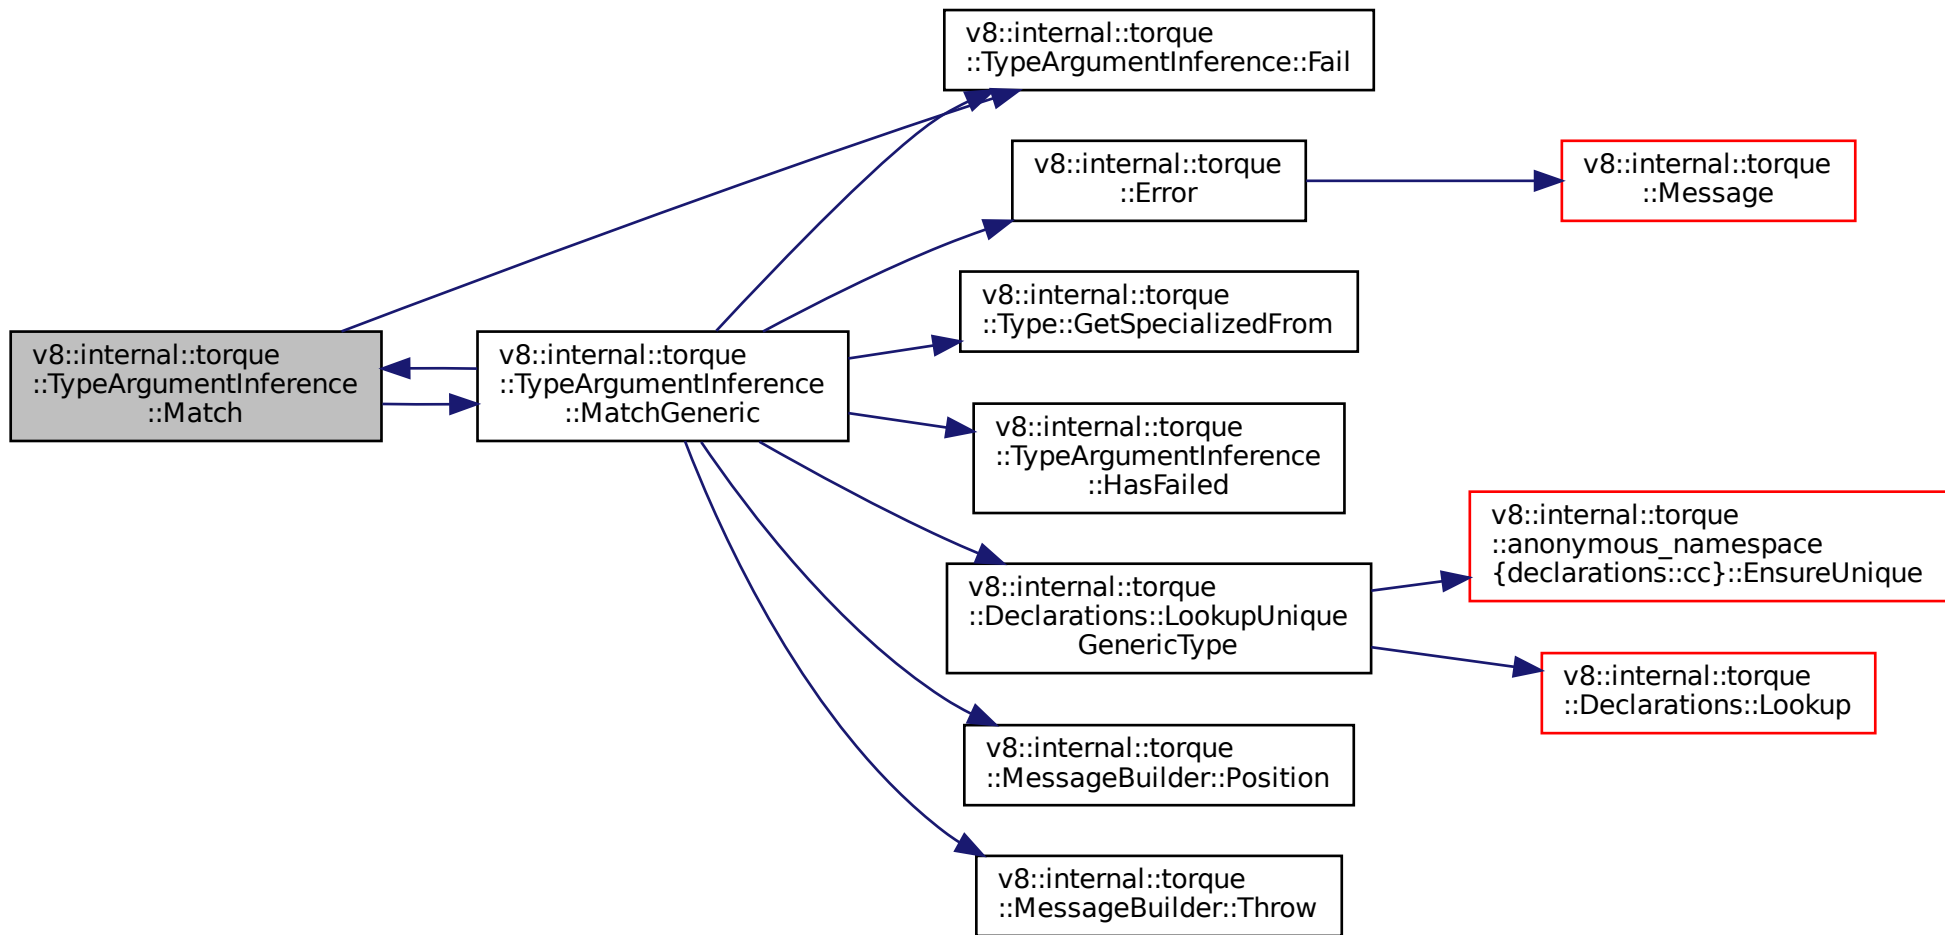 v8::internal::torque
::TypeArgumentInference::Fail
v8::internal::torque
::Error
v8::internal::torque
::Message
v8::internal::torque
::Type::GetSpecializedFrom
v8::internal::torque
::TypeArgumentInference
::Match
v8::internal::torque
::TypeArgumentInference
::MatchGeneric
v8::internal::torque
::TypeArgumentInference
::HasFailed
v8::internal::torque
::anonymous_namespace
{declarations::cc}::EnsureUnique
v8::internal::torque
::Declarations::LookupUnique
GenericType
v8::internal::torque
::Declarations::Lookup
v8::internal::torque
::MessageBuilder::Position
v8::internal::torque
::MessageBuilder::Throw